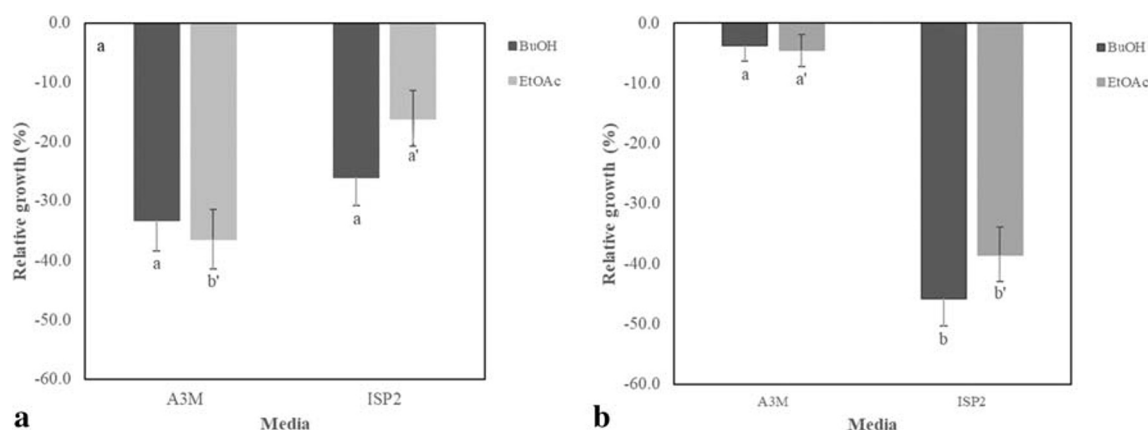 0.0
-10.0
-20.0
-30.0
-40.0
-50.0
-60.0
Relative growth (%)
a
a
b'
a
a'
BuOH
EtOAc
A3M
ISP2
Media
a
0.0
-10.0
-20.0
-30.0
-40.0
-50.0
-60.0
Relative growth (%)
a
a'
b
b'
BuOH
EtOAc
A3M
ISP2
Media
b